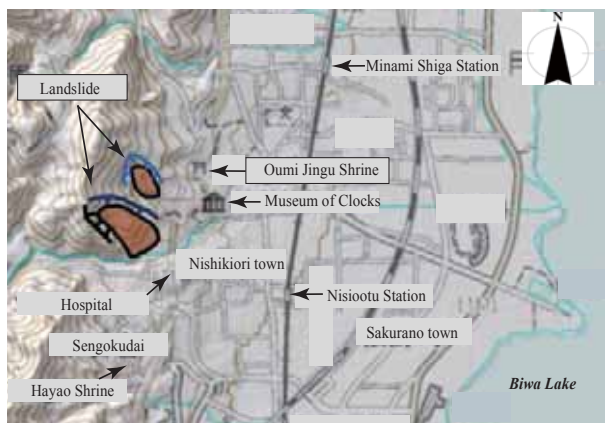 N
Minami Shiga Station
Landslide
Oumi Jingu Shrine
Museum of Clocks
Nishikiori town
Hospital
Nisiootu Station
Sengokudai
Sakurano town
Hayao Shrine
Biwa Lake